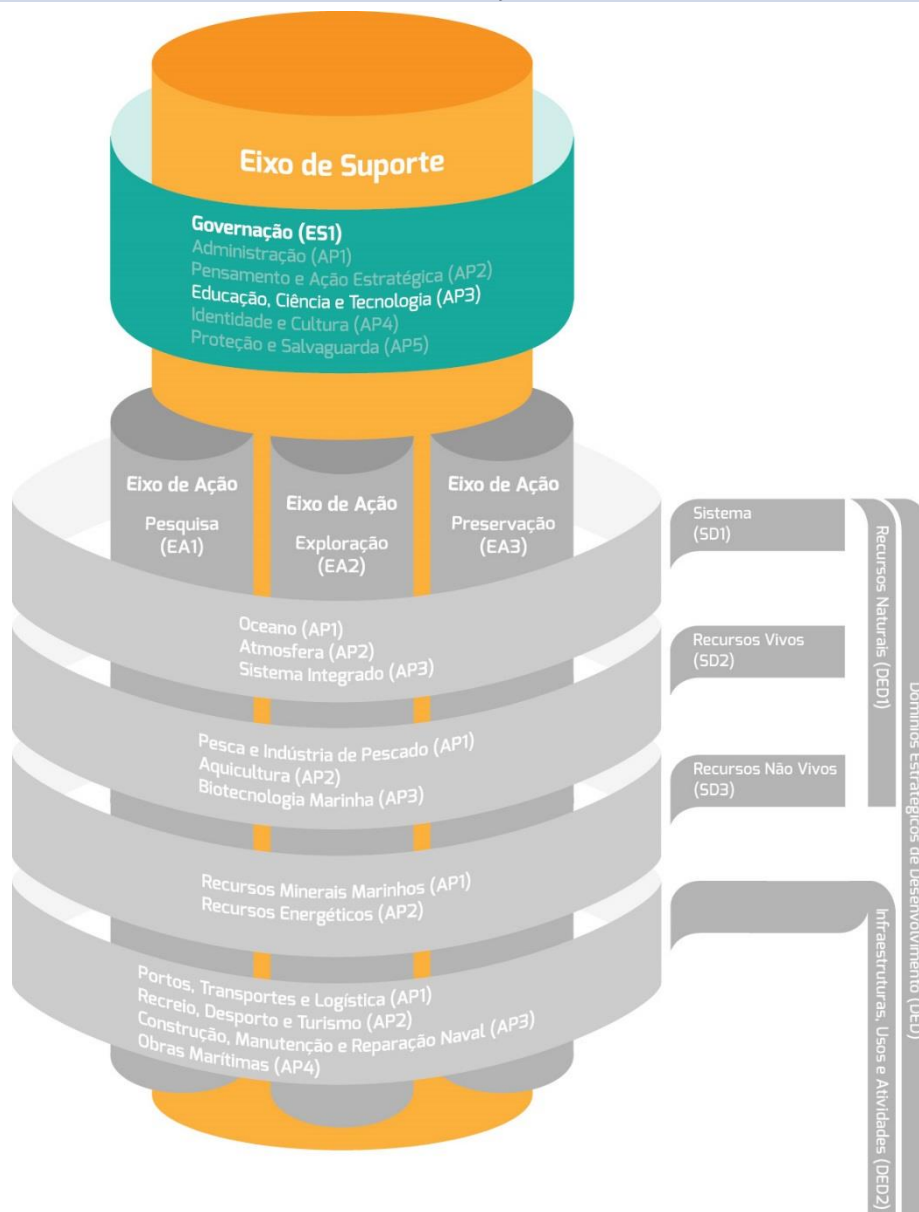 Eixo de Suporte
Governação (ES1)
Administração (AP1)
Pensamento e Ação Estratégica (AP2)
Educação, Ciência e Tecnologia (AP3)
Identidade e Cultura (AP4)
Proteção e Salvaguarda (AP5)
Eixo de Ação
Pesquisa
(EA1)
Eixo de Ação
Exploração
(EA2)
Eixo de Ação
Preservação
(EA3)
Oceano (AP1)
Atmosfera (AP2)
Sistema Integrado (AP3)
Pesca e Indústria de Pescado (AP1)
Aquicultura (AP2)
Biotecnologia Marinha (AP3)
Recursos Minerais Marinhos (AP1)
Recursos Energéticos (AP2)
Portos, Transportes e Logística (AP1)
Recreio, Desporto e Turismo (AP2)
Construção, Manutenção e Reparação Naval (AP3)
Obras Marítimas (AP4)
Sistema
(SD1)
Recursos Vivos
(SD2)
Recursos Não Vivos
(SD3)
Recursos Naturais (DED1)
Infraestruturas, Usos e Atividades (DED2)
Domínios Estratégicos de Desenvolvimento (DED)